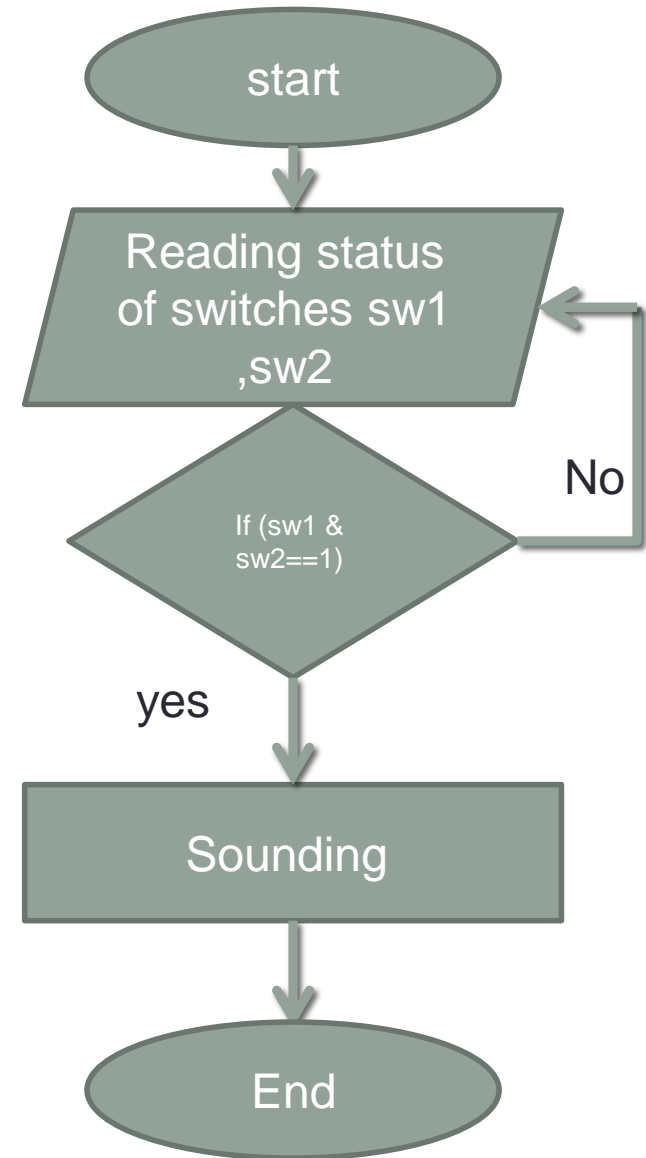 start
Reading status
of switches sw1
,sw2
If (sw1 &
sw2==1)
No
yes
Sounding
End